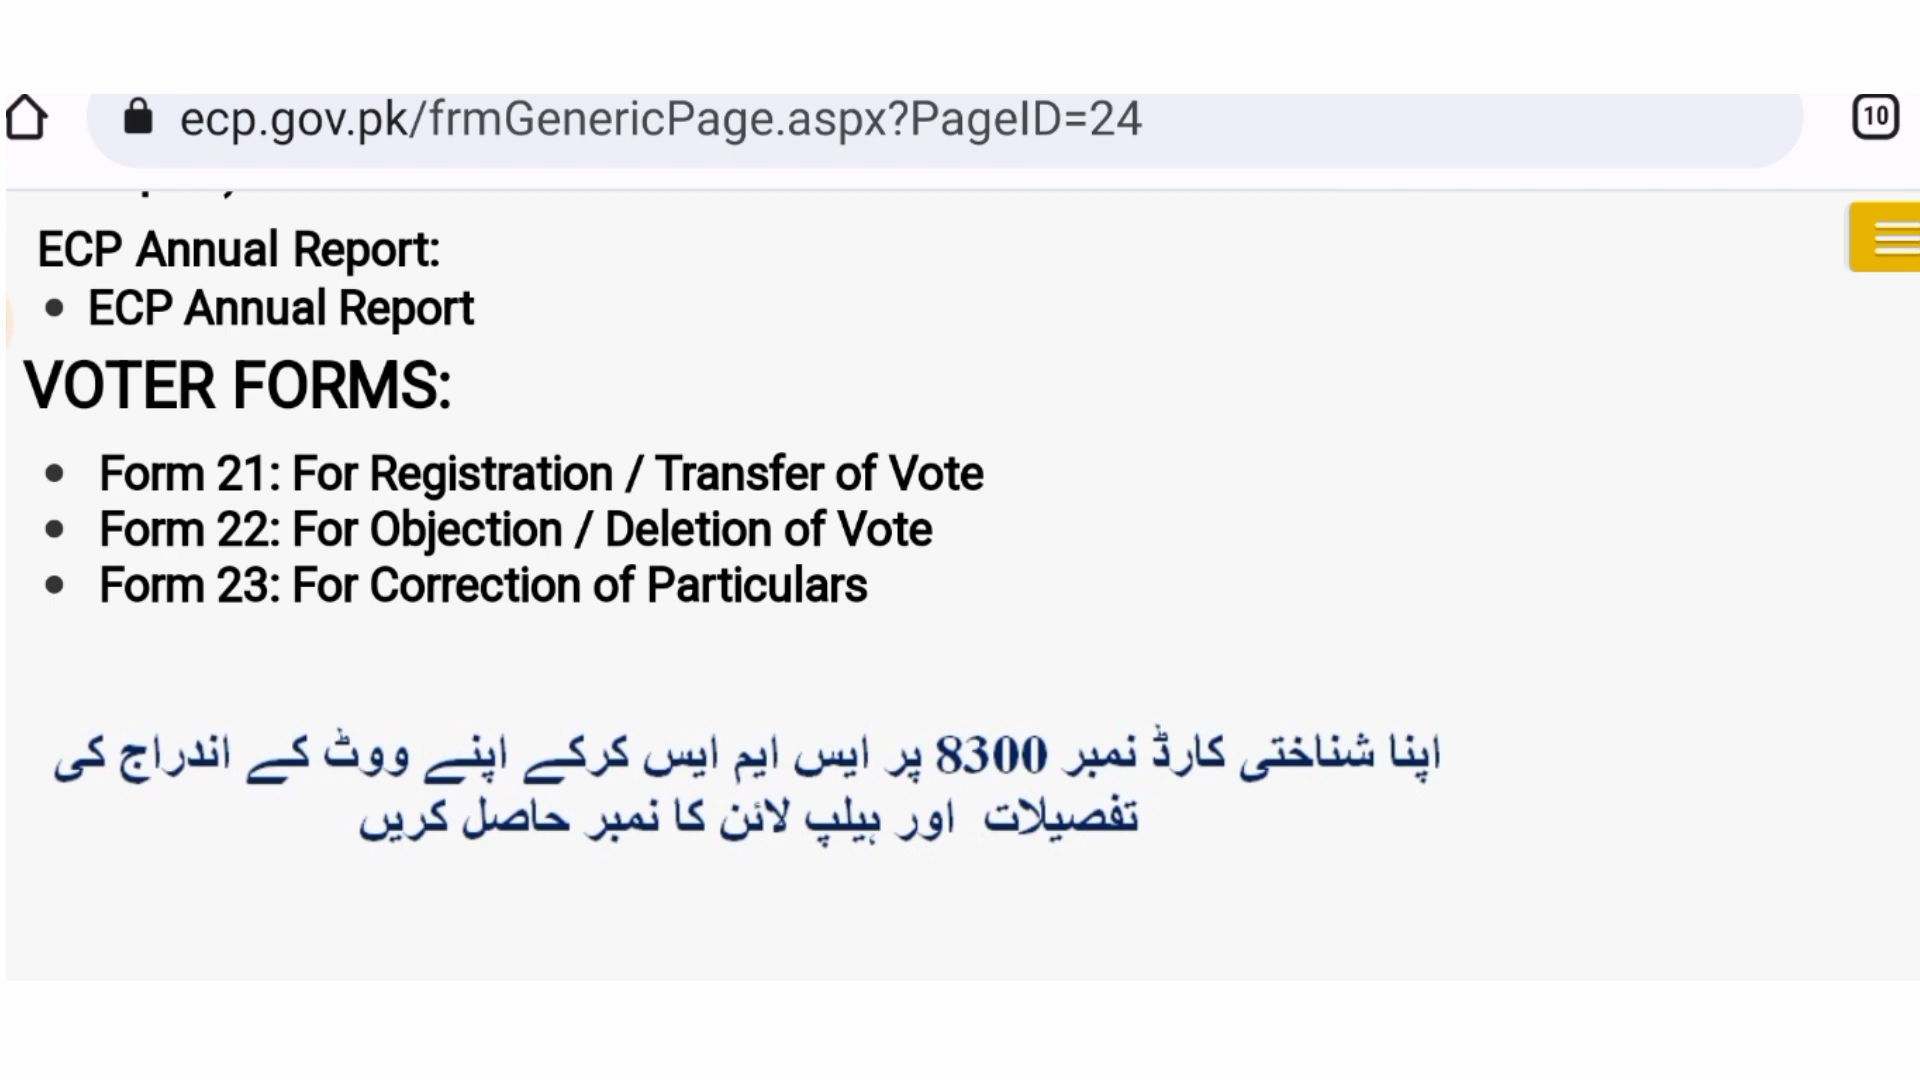 ecp.gov.pk/frmGenericPage.aspx?PageID=24
10
ECP Annual Report:
• ECP Annual Report
VOTER FORMS:
• Form 21: For Registration / Transfer of Vote
• Form 22: For Objection / Deletion of Vote
• Form 23: For Correction of Particulars
اپنا شناختی کارڈ نمبر 8300 پر ایس ایم ایس کرکے اپنے ووٹ کے اندراج کی
تفصیلات اور ہیلپ لائن کا نمبر حاصل کریں